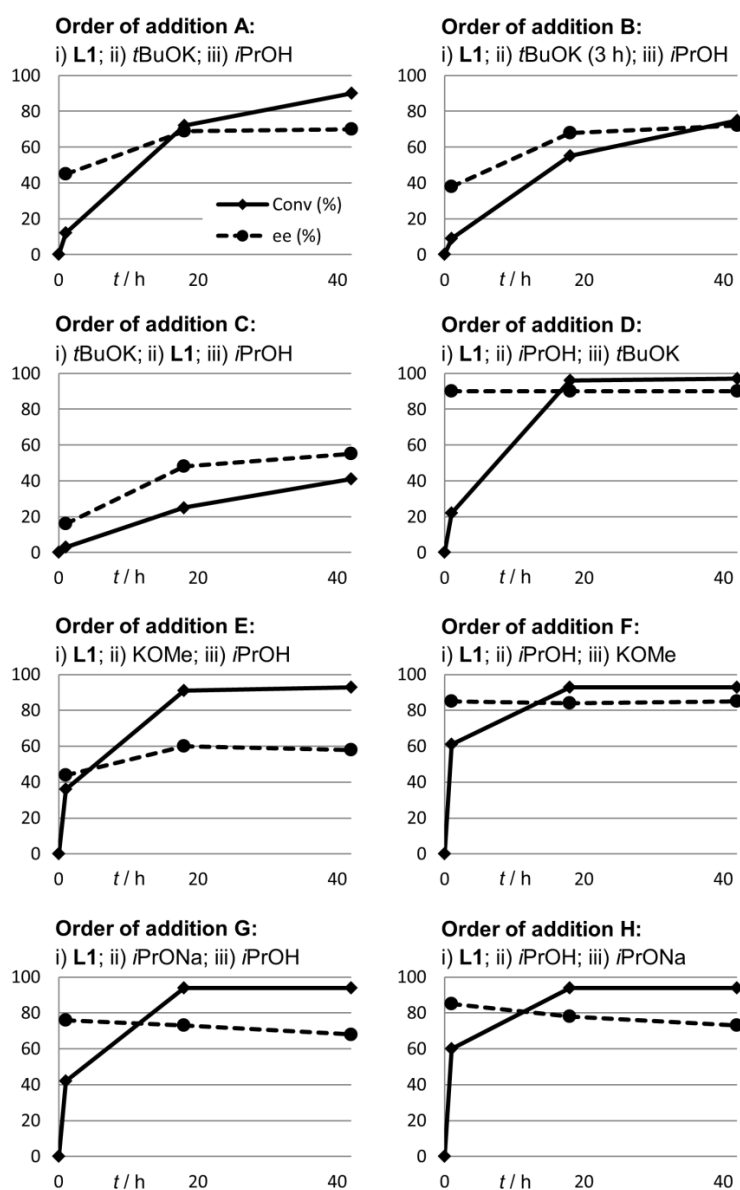 Order of addition A:
i) L1; ii) tBuOK; iii) iPrOH
100
80
60
40
20
0
Conv (%)
ee (%)
0 t / h 20 40
Order of addition B:
i) L1; ii) tBuOK (3 h); iii) iPrOH
100
80
60
40
20
0
0 t / h 20 40
Order of addition C:
i) tBuOK; ii) L1; iii) iPrOH
100
80
60
40
20
0
0 t / h 20 40
Order of addition D:
i) L1; ii) iPrOH; iii) tBuOK
100
80
60
40
20
0
0 t / h 20 40
Order of addition E:
i) L1; ii) KOMe; iii) iPrOH
100
80
60
40
20
0
0 t / h 20 40
Order of addition F:
i) L1; ii) iPrOH; iii) KOMe
100
80
60
40
20
0
0 t / h 20 40
Order of addition G:
i) L1; ii) iPrONa; iii) iPrOH
100
80
60
40
20
0
0 t / h 20 40
Order of addition H:
i) L1; ii) iPrOH; iii) iPrONa
100
80
60
40
20
0
0 t / h 20 40